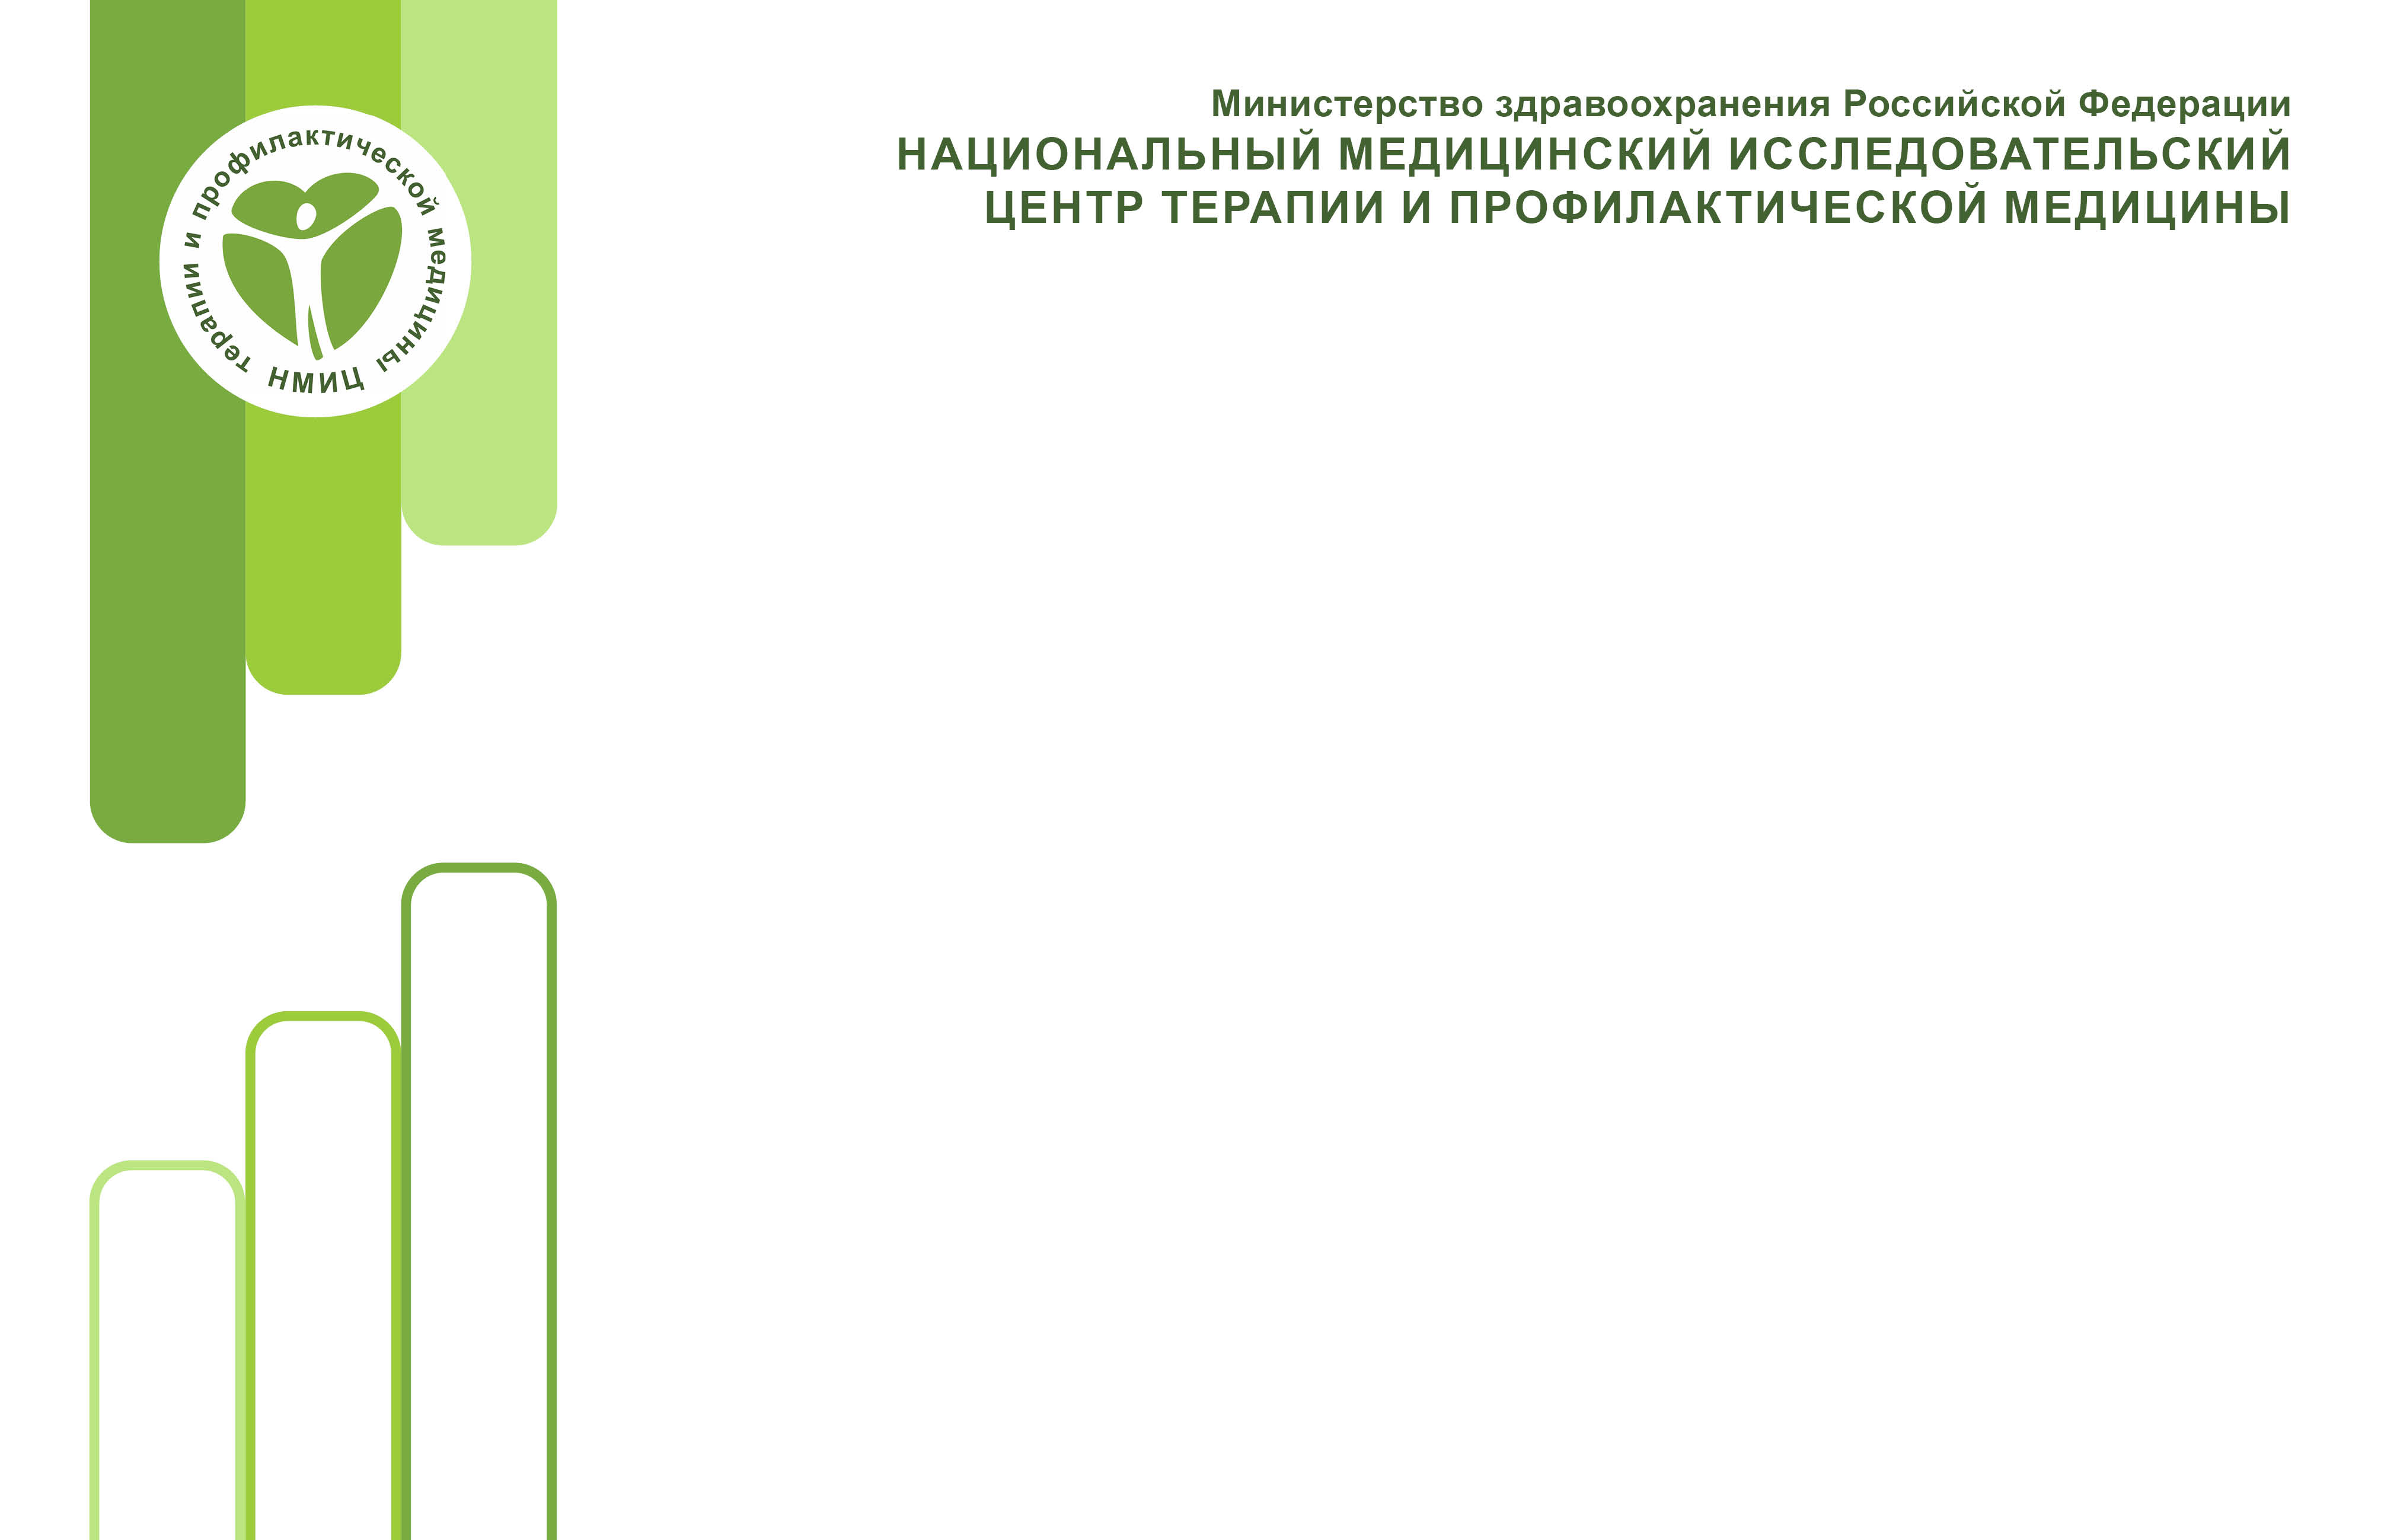 Министерство здравоохранения Российской Федерации
НАЦИОНАЛЬНЫЙ МЕДИЦИНСКИЙ ИССЛЕДОВАТЕЛЬСКИЙ
ЦЕНТР ТЕРАПИИ И ПРОФИЛАКТИЧЕСКОЙ МЕДИЦИНЫ
НМИЦ терапии и профилактической медицины